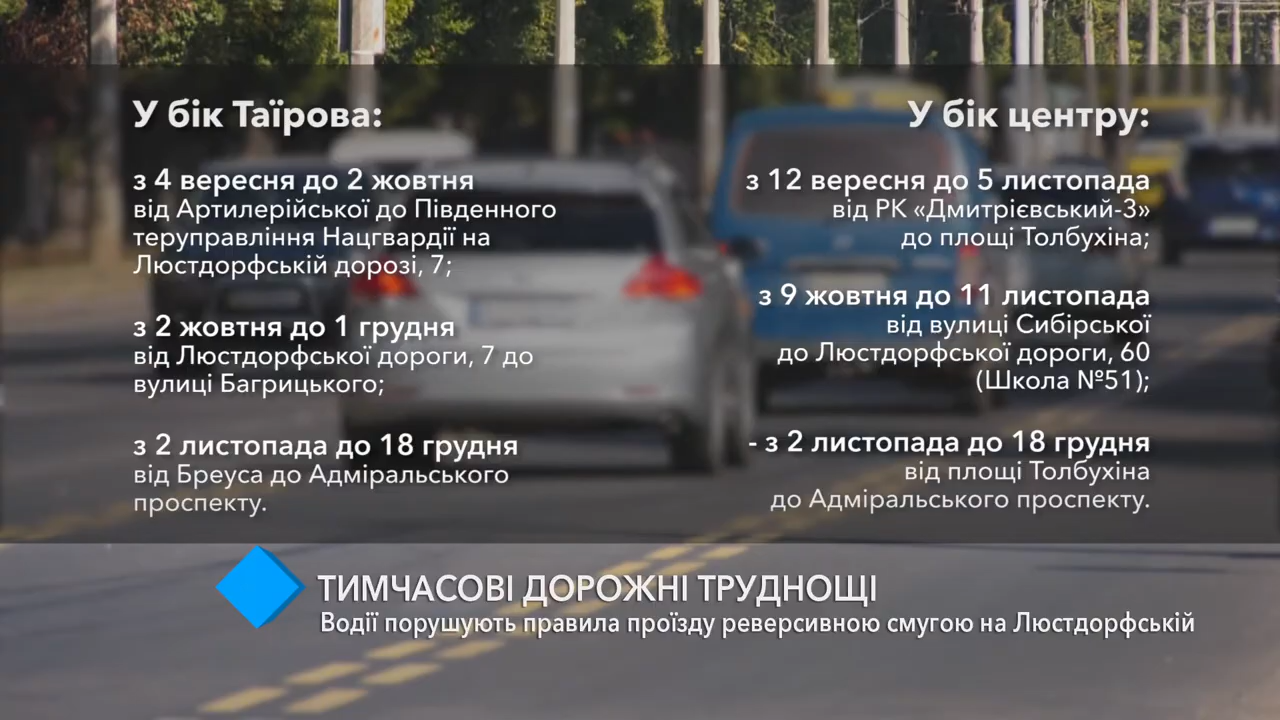 У бік Таїрова:
з 4 вересня до 2 жовтня
від Артилерійської до Південного
теруправління Нацгвардії на
Люстдорфській дорозі, 7;
з 2 жовтня до 1 грудня
від Люстдорфської дороги, 7 до
вулиці Багрицького;
з 2 листопада до 18 грудня
від Бреуса до Адміральського
проспекту.
У бік центру:
з 12 вересня до 5 листопада
від РК «Дмитрієвський-3»
до площі Толбухіна;
з 9 жовтня до 11 листопада
від вулиці Сибірської
до Люстдорфської дороги, 60
(Школа №51);
- з 2 листопада до 18 грудня
від площі Толбухіна
до Адміральського проспекту.
ТИМЧАСОВІ ДОРОЖНІ ТРУДНОЩІ
Водії порушують правила проїзду реверсивною смугою на Люстдорфській